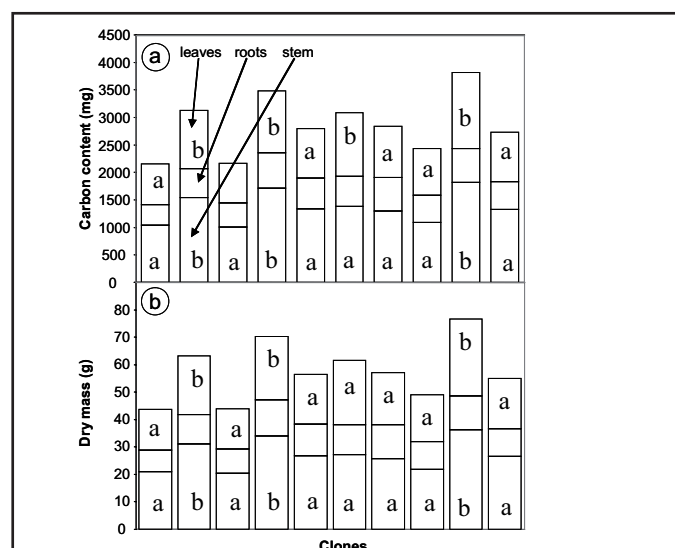 Carbon content (mg)
4500
4000
3500
3000
2500
2000
1500
1000
500
0
a
leaves roots stem
a b b a b a a b a
a b a b a a a a b a
Dry mass (g)
80
70
60
50
40
30
20
10
0
b
a b a b a a a a b a
a b a b a a a a b a
Clones